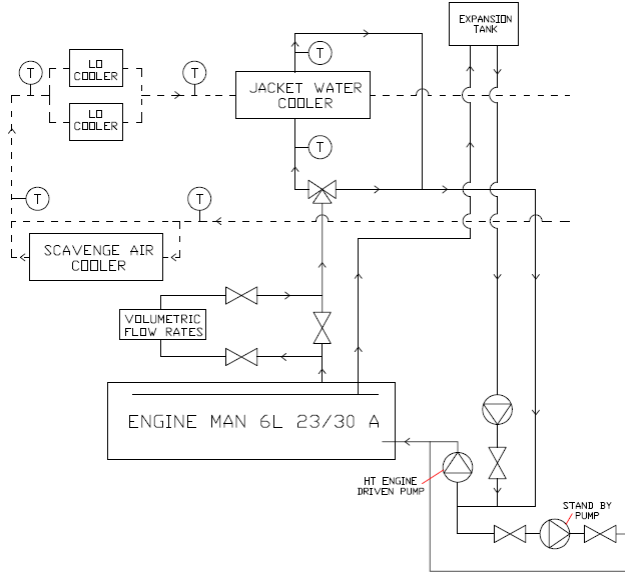 EXPANSION
TANK
LO
COOLER
T
T
T
JACKET WATER
COOLER
LO
COOLER
T
T
T
SCAVENGE AIR
COOLER
VOLUMETRIC
FLOW RATES
ENGINE MAN 6L 23/30 A
HT ENGINE
DRIVEN PUMP
STAND BY
PUMP